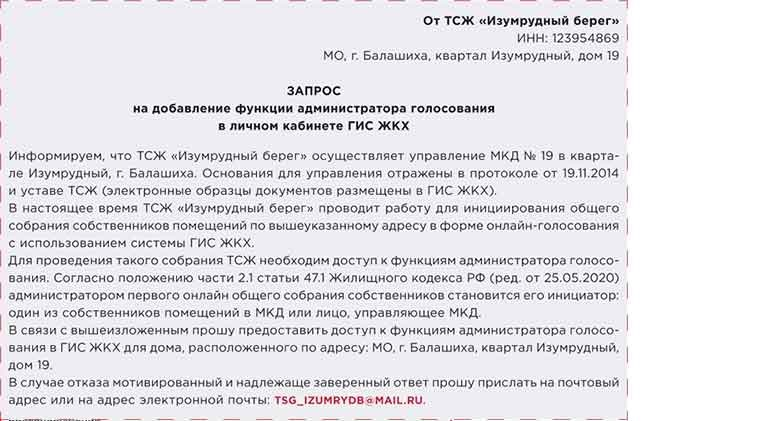 От ТСЖ «Изумрудный берег»
ИНН: 123954869
МО, г. Балашиха, квартал Изумрудный, дом 19
ЗАПРОС
на добавление функции администратора голосования
в личном кабинете ГИС ЖКХ
Информируем, что ТСЖ «Изумрудный берег» осуществляет управление МКД № 19 в кварта-
ле Изумрудный, г. Балашиха. Основания для управления отражены в протоколе от 19.11.2014
и уставе ТСЖ (электронные образцы документов размещены в ГИС ЖКХ).
В настоящее время ТСЖ «Изумрудный берег» проводит работу для инициирования общего
собрания собственников помещений по вышеуказанному адресу в форме онлайн-голосования
с использованием системы ГИС ЖКХ.
Для проведения такого собрания ТСЖ необходим доступ к функциям администратора голосо-
вания. Согласно положению части 2.1 статьи 47.1 Жилищного кодекса РФ (ред. от 25.05.2020)
администратором первого онлайн общего собрания собственников становится его инициатор:
один из собственников помещений в МКД или лицо, управляющее МКД.
В связи с вышеизложенным прошу предоставить доступ к функциям администратора голосо-
вания в ГИС ЖКХ для дома, расположенного по адресу: МО, г. Балашиха, квартал Изумрудный,
дом 19.
В случае отказа мотивированный и надлежаще заверенный ответ прошу прислать на почтовый
адрес или на адрес электронной почты: TSG_IZUMRYDB@MAIL.RU.